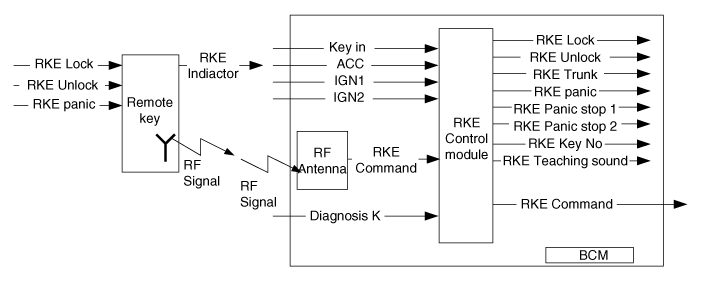 RKE Lock
RKE Unlock
RKE panic
Remote
key
RKE
Indiactor
RF
Signal
RF
Signal
Key in
ACC
IGN1
IGN2
RF
Antenna
RKE
Command
Diagnosis K
RKE
Control
module
RKE Lock
RKE Unlock
RKE Trunk
RKE panic
RKE Panic stop 1
RKE Panic stop 2
RKE Key No
RKE Teaching sound
RKE Command
BCM